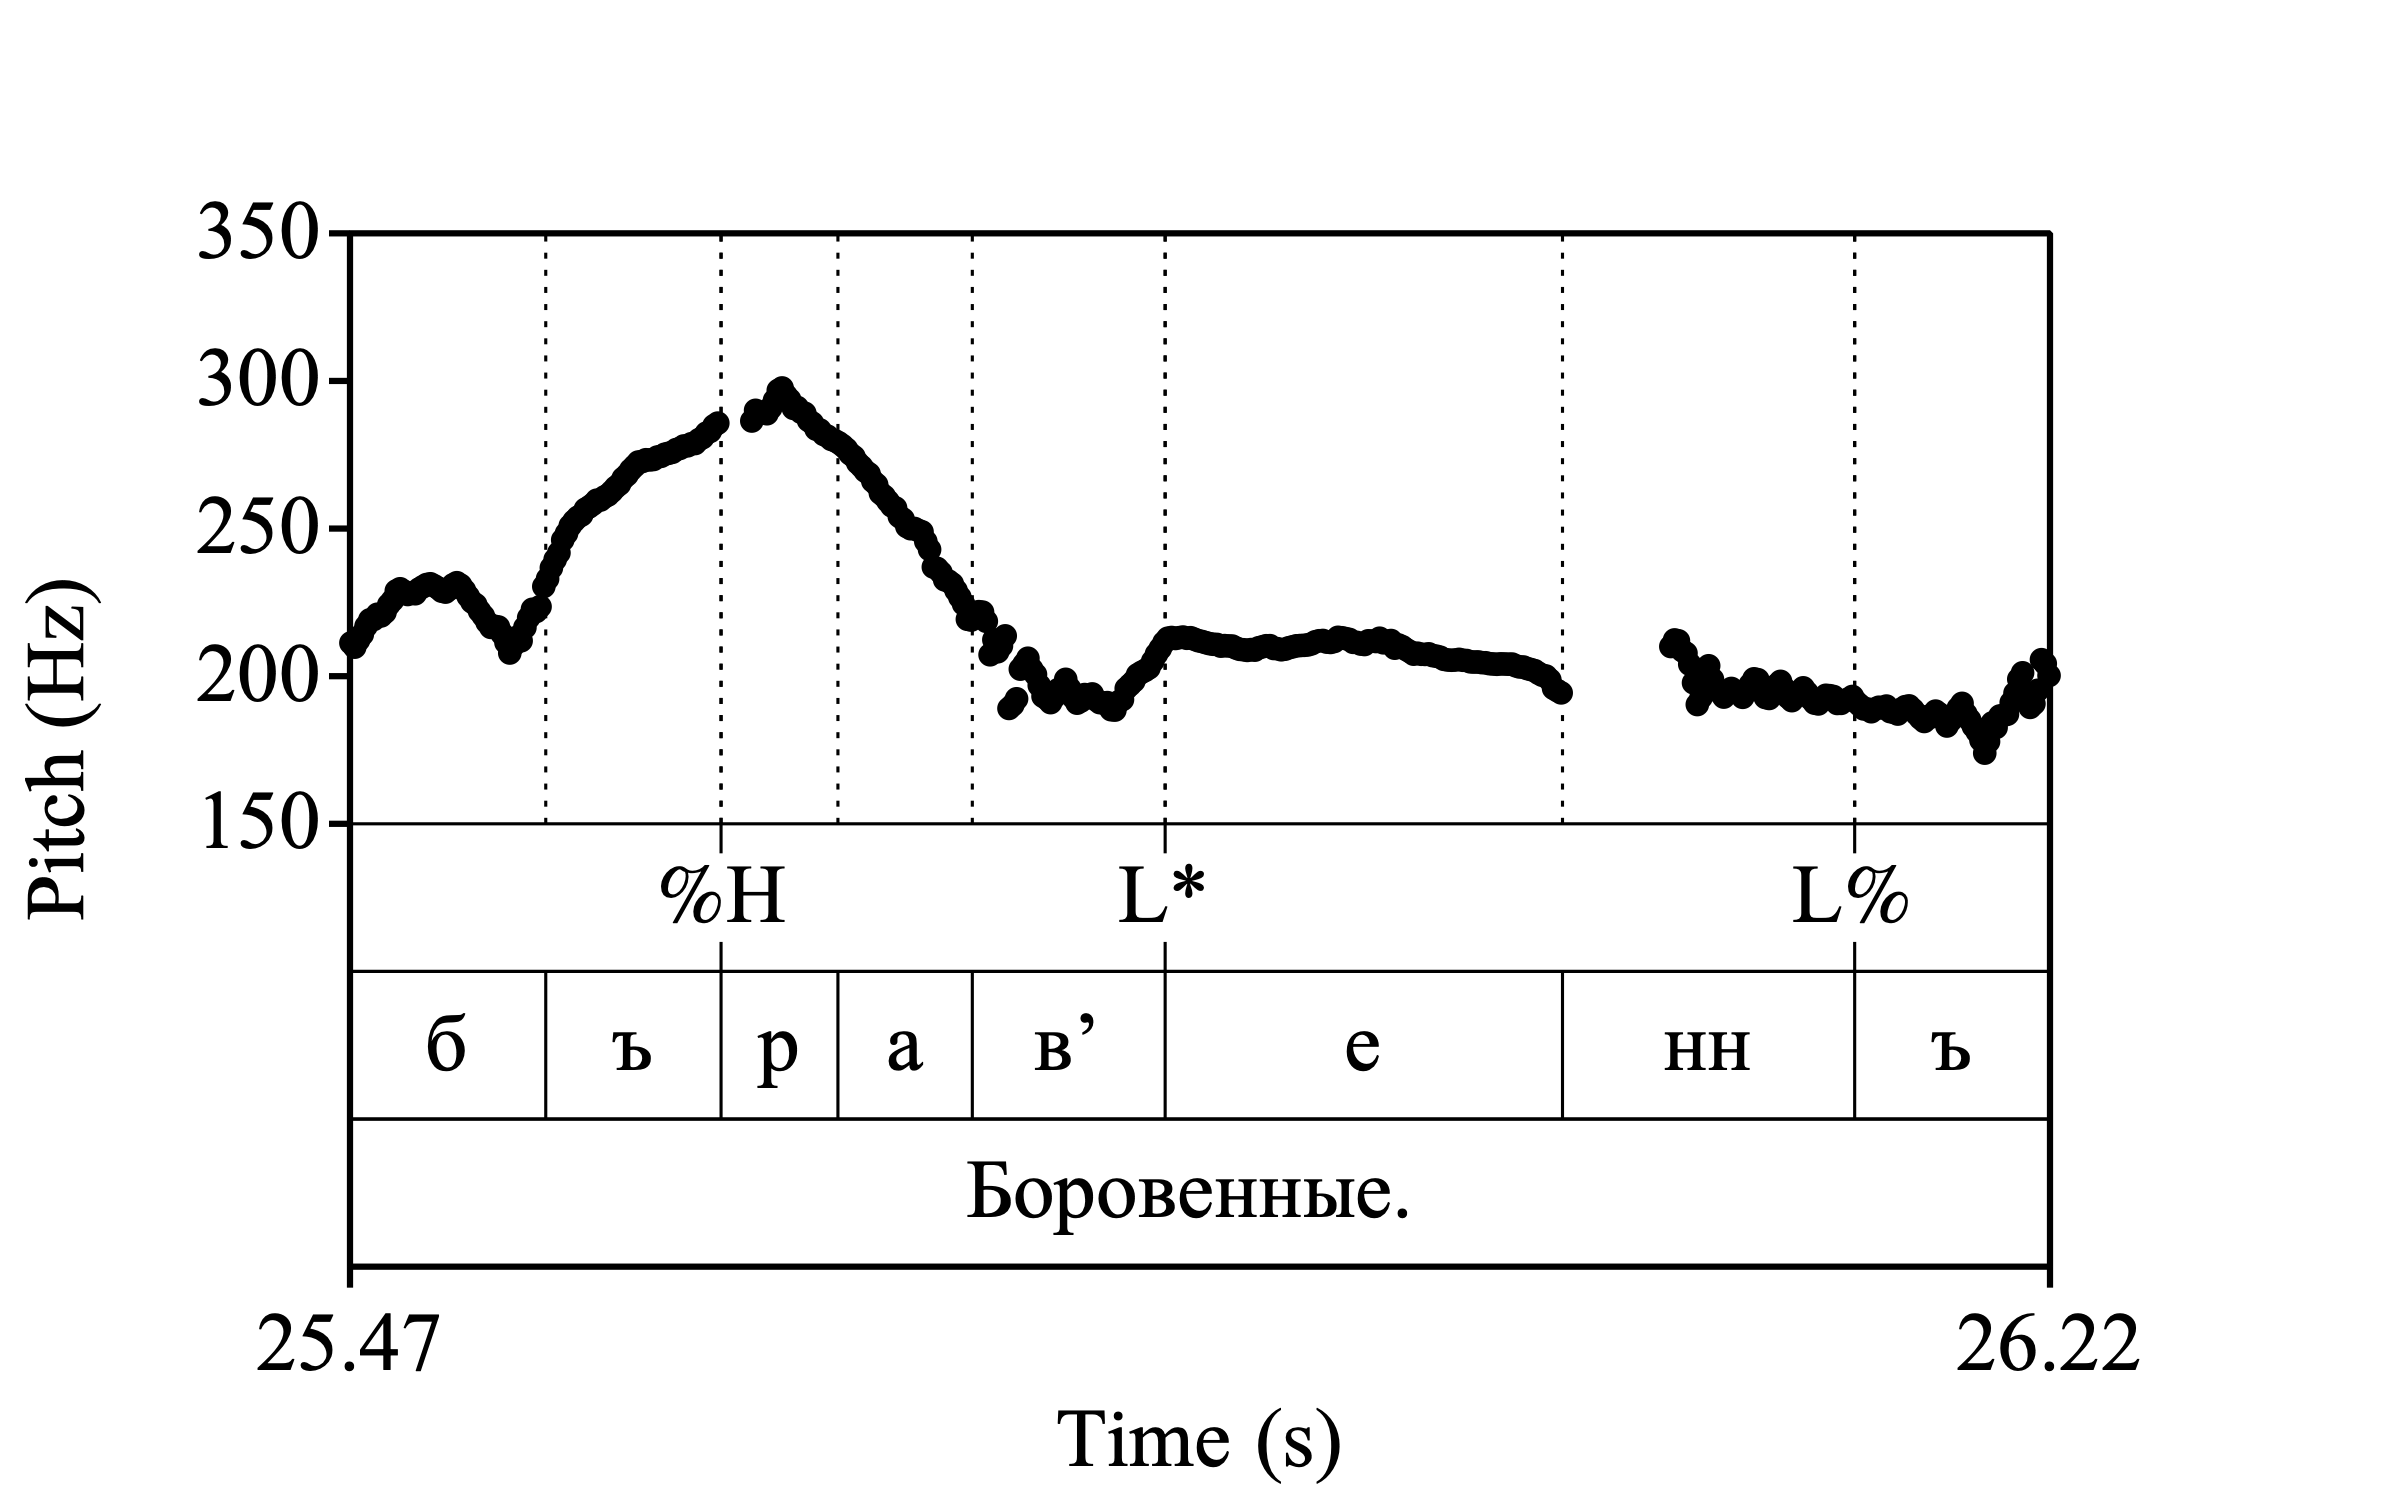 350
300
250
200
150
Pitch (Hz)
%H L* L%
б ъ р а в’ е нн ъ
Боровенные.
25.47 26.22
Time (s)